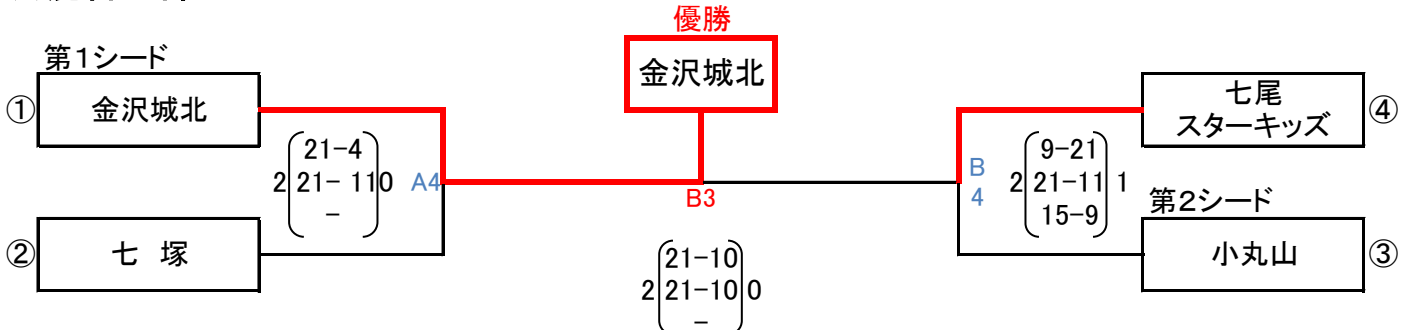 優勝
金沢城北
第1シード
① 金沢城北
2 21-4 0
21- 11
-
A4
② 七 塚
B3
2 21-10 0
21-10
-
七尾
スターキッズ ④
B
4
2 9-21 1
21-11
15-9
第2シード
小丸山 ③